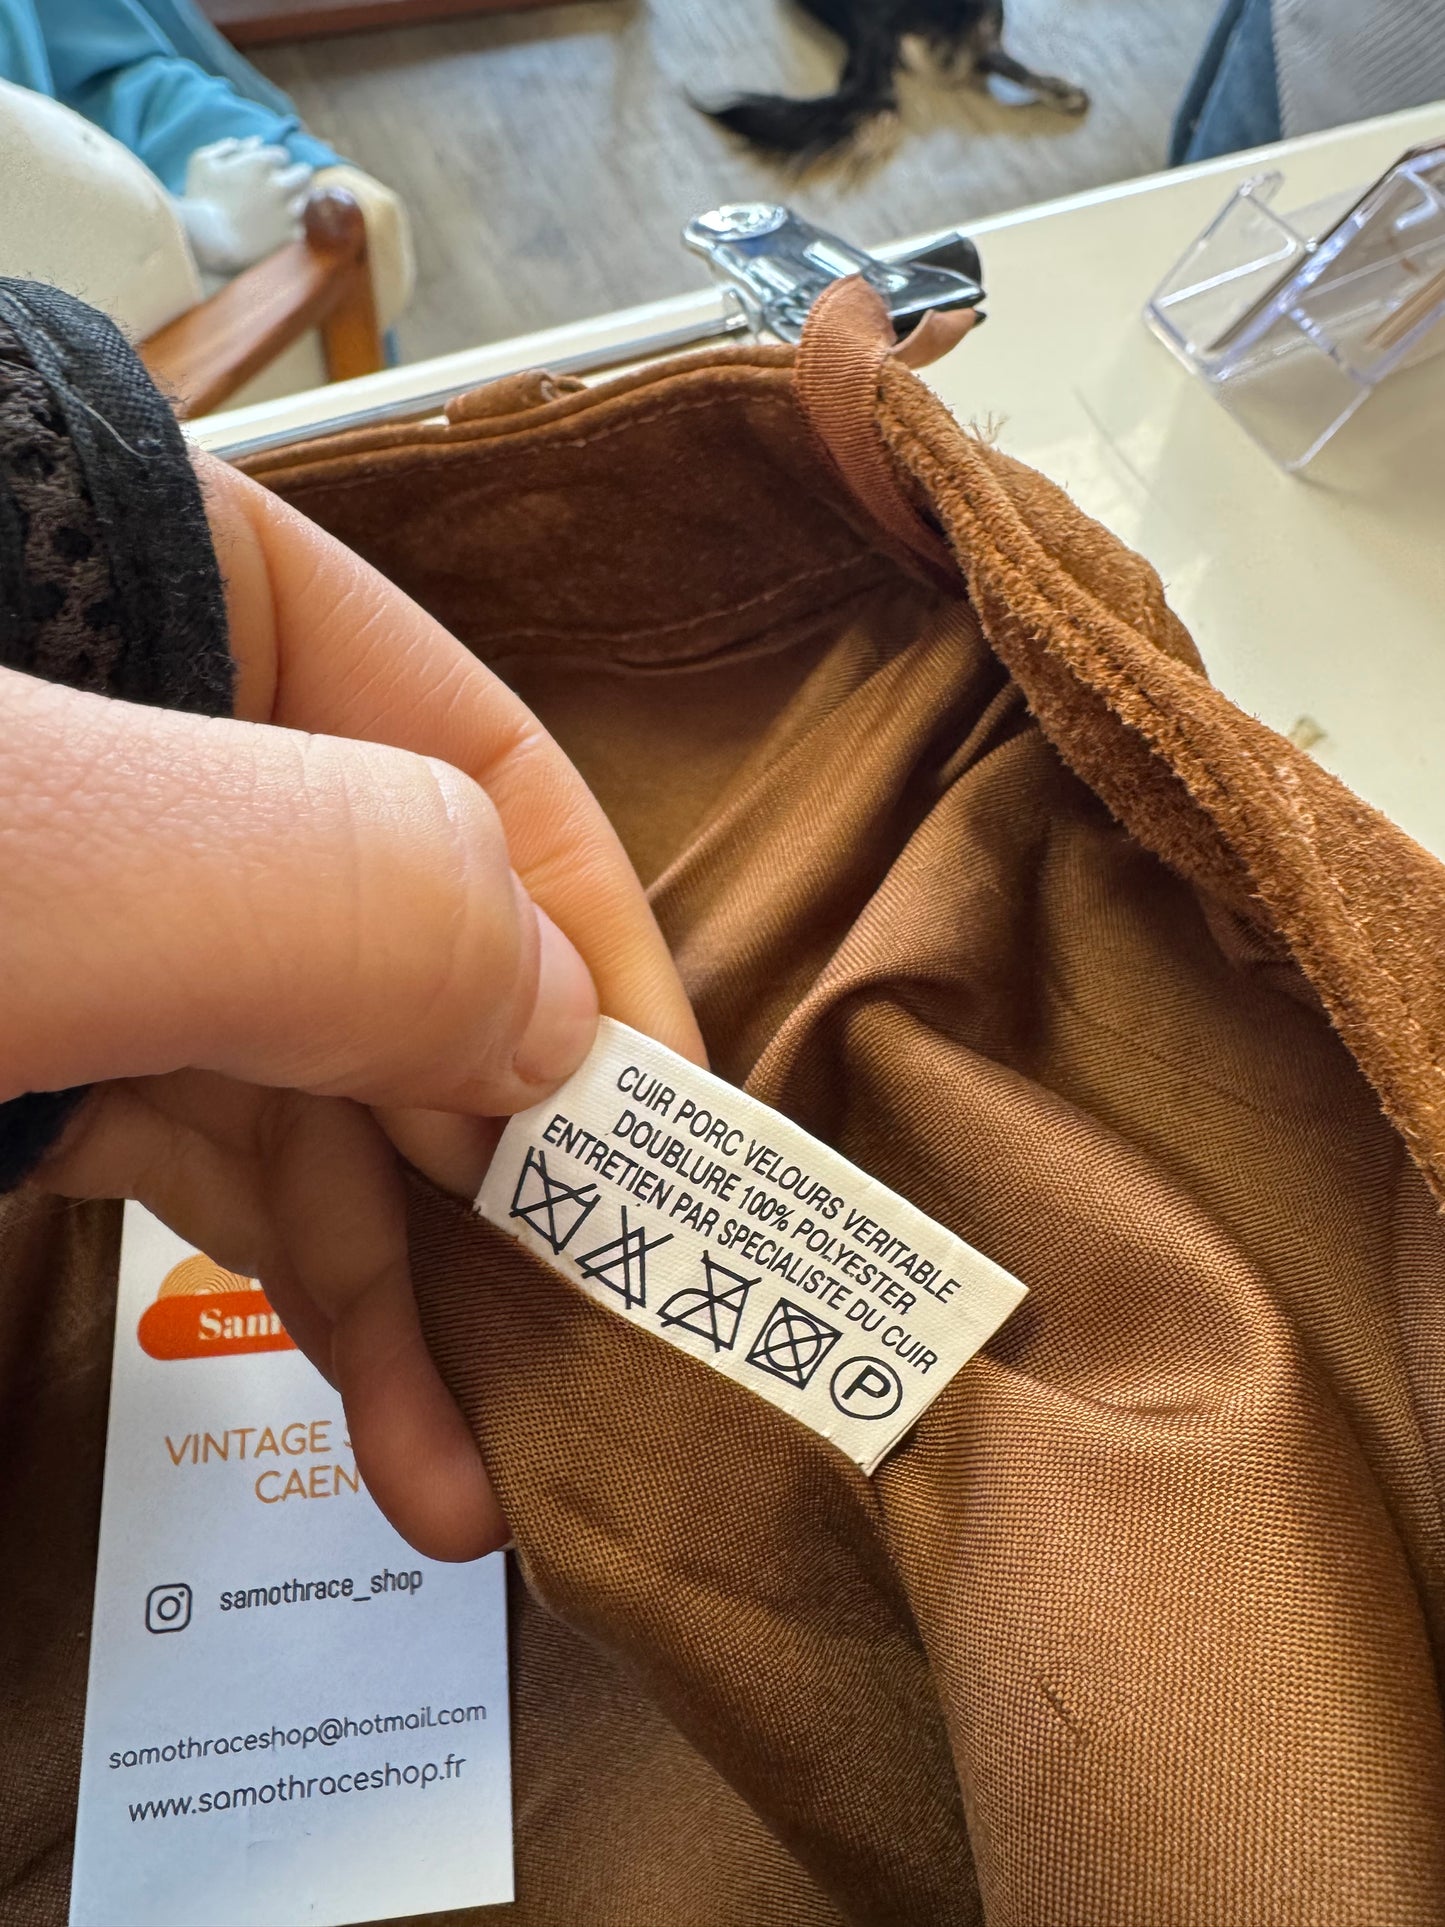 CUIR PORC VELOURS VERITABLE
DOUBLURE 100% POLYESTER
ENTRETIEN PAR SPECIALISTE DU CUIR
P
VINTAGE
CAEN
samothrace_shop
samothraceshop@hotmail.com
www.samothraceshop.fr